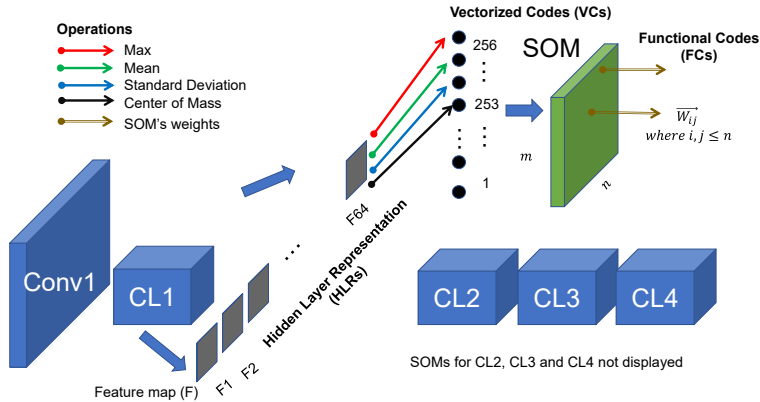 Operations
Max
Mean
Standard Deviation
Center of Mass
SOM's weights
Vectorized Codes (VCs)
256
⋮
253
⋮ ⋮
1
SOM
m
n
Functional Codes
(FCs)
W⃗ij
where i, j ≤ n
Conv1
CL1
Feature map (F)
F1
F2
...
F64
Hidden Layer Representation
(HLRs)
CL2
CL3
CL4
SOMs for CL2, CL3 and CL4 not displayed